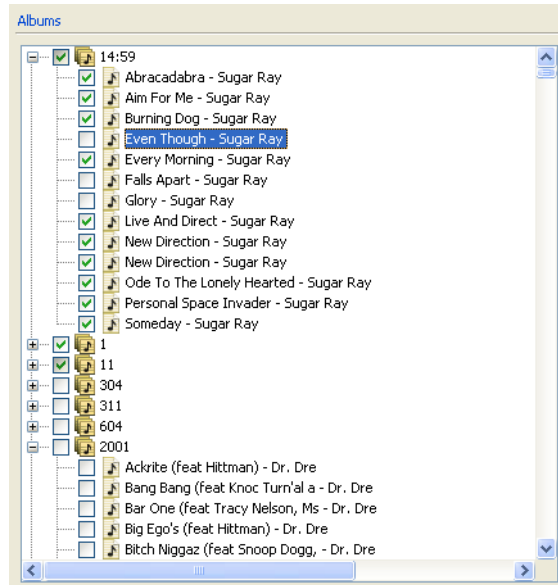 Albums
14:59
Abracadabra - Sugar Ray
Aim For Me - Sugar Ray
Burning Dog - Sugar Ray
Even Though - Sugar Ray
Every Morning - Sugar Ray
Falls Apart - Sugar Ray
Glory - Sugar Ray
Live And Direct - Sugar Ray
New Direction - Sugar Ray
New Direction - Sugar Ray
Ode To The Lonely Hearted - Sugar Ray
Personal Space Invader - Sugar Ray
Someday - Sugar Ray
1
11
304
311
604
2001
Ackrite (feat Hittman) - Dr. Dre
Bang Bang (feat Knoc Turn'al a - Dr. Dre
Bar One (feat Tracy Nelson, Ms - Dr. Dre
Big Ego's (feat Hittman) - Dr. Dre
Bitch Niggaz (feat Snoop Dogg, - Dr. Dre